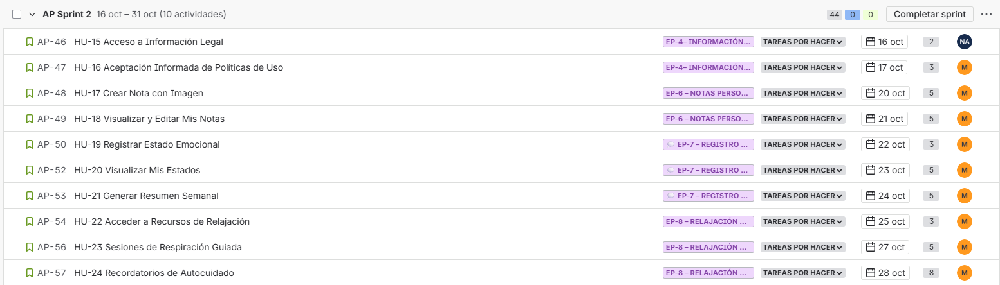 AP Sprint 2 16 oct – 31 oct (10 actividades) 44 0 0 Completar sprint
AP-46 HU-15 Acceso a Información Legal EP-4– INFORMACIÓN... TAREAS POR HACER 16 oct 2 NA
AP-47 HU-16 Aceptación Informada de Políticas de Uso EP-4– INFORMACIÓN... TAREAS POR HACER 17 oct 3 M
AP-48 HU-17 Crear Nota con Imagen EP-6 – NOTAS PERSO... TAREAS POR HACER 20 oct 5 M
AP-49 HU-18 Visualizar y Editar Mis Notas EP-6 – NOTAS PERSO... TAREAS POR HACER 21 oct 5 M
AP-50 HU-19 Registrar Estado Emocional EP-7 – REGISTRO ... TAREAS POR HACER 22 oct 3 M
AP-52 HU-20 Visualizar Mis Estados EP-7 – REGISTRO ... TAREAS POR HACER 23 oct 5 M
AP-53 HU-21 Generar Resumen Semanal EP-7 – REGISTRO ... TAREAS POR HACER 24 oct 5 M
AP-54 HU-22 Acceder a Recursos de Relajación EP-8 – RELAJACIÓN ... TAREAS POR HACER 25 oct 3 M
AP-56 HU-23 Sesiones de Respiración Guiada EP-8 – RELAJACIÓN ... TAREAS POR HACER 27 oct 5 M
AP-57 HU-24 Recordatorios de Autocuidado EP-8 – RELAJACIÓN ... TAREAS POR HACER 28 oct 8 M